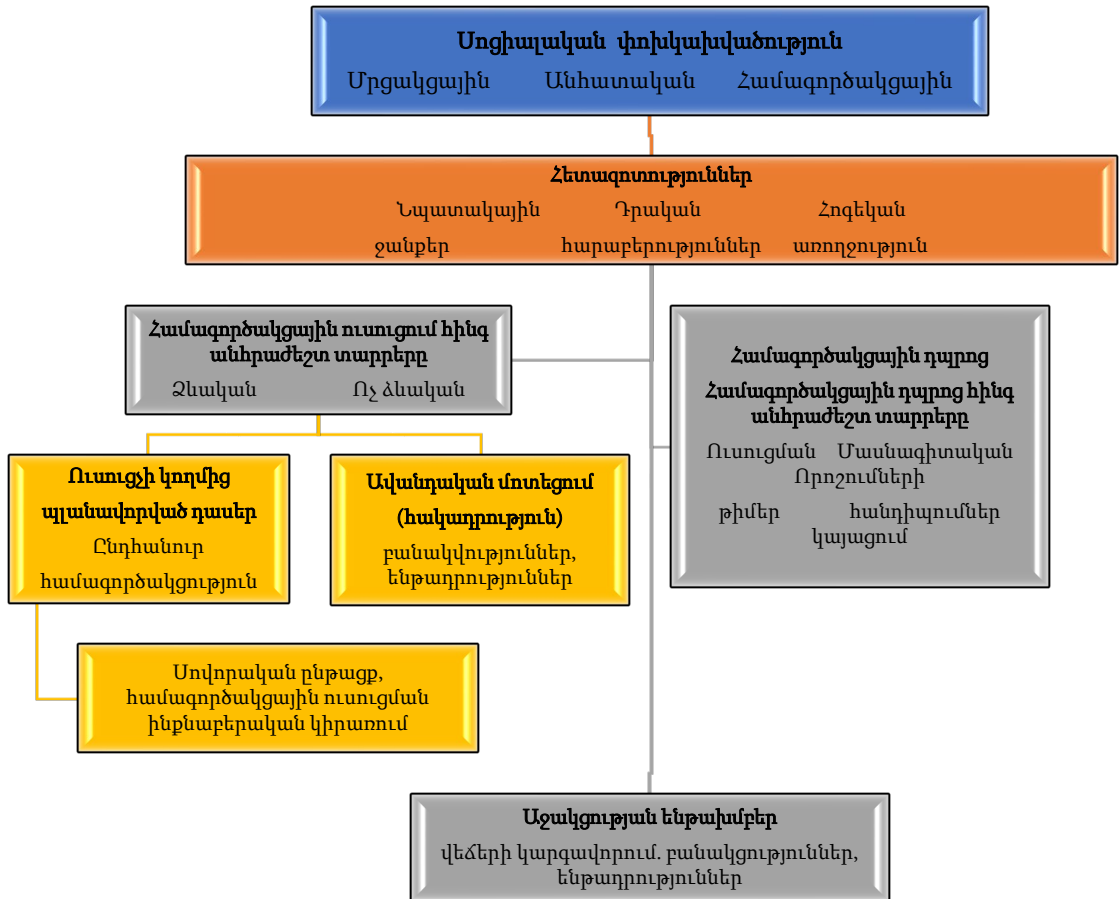 Սոցիալական փոխկախվածություն
Մրցակցային Անհատական Համագործակցային
Հետազոտություններ
Նպատակային Դրական Հոգեկան
ջանքեր հարաբերություններ առողջություն
Համագործակցային ուսուցում հինգ
անհրաժեշտ տարրերը
Ձևական Ոչ ձևական
Համագործակցային դպրոց
Համագործակցային դպրոց հինգ
անհրաժեշտ տարրերը
Ուսուցման Մասնագիտական
Որոշումների
թիմեր հանդիպումներ
կայացում
Ուսուցչի կողմից
պլանավորված դասեր
Ընդհանուր
համագործակցություն
Ավանդական մոտեցում
(հակադրություն)
բանակվություններ,
ենթադրություններ
Սովորական ընթացք,
համագործակցային ուսուցման
ինքնաբերական կիրառում
Աջակցության ենթախմբեր
վեճերի կարգավորում. բանակցություններ,
ենթադրություններ